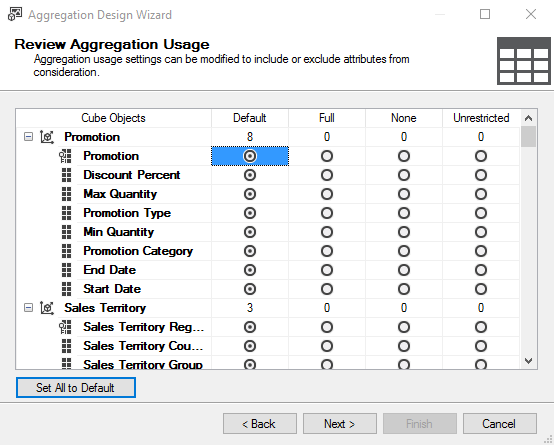 Aggregation Design Wizard
Review Aggregation Usage
Aggregation usage settings can be modified to include or exclude attributes from
consideration.
Cube Objects Default Full None Unrestricted
Promotion 8 0 0 0
Promotion
Discount Percent
Max Quantity
Promotion Type
Min Quantity
Promotion Category
End Date
Start Date
Sales Territory 3 0 0 0
Sales Territory Reg...
Sales Territory Cou...
Sales Territory Group
Set All to Default
< Back Next > Finish Cancel